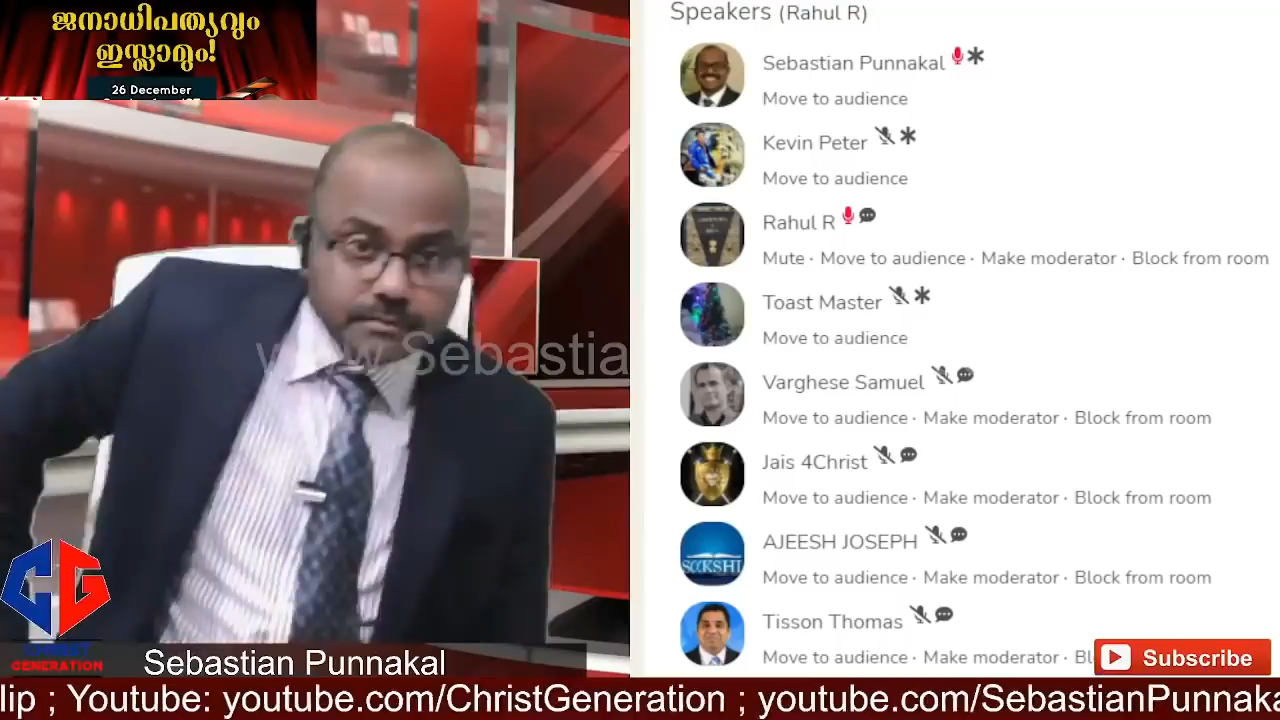 ജനാധിപത്യവും
ഇസ്ലാമും!
26 December
www.Sebastia
CHRIST
GENERATION
Sebastian Punnakal
Speakers (Rahul R)
Sebastian Punnakal
Move to audience
Kevin Peter
Move to audience
Rahul R
Mute · Move to audience · Make moderator · Block from room
Toast Master
Move to audience
Varghese Samuel
Move to audience · Make moderator · Block from room
Jais 4Christ
Move to audience · Make moderator · Block from room
AJEESH JOSEPH
SαKSHI
Move to audience · Make moderator · Block from room
Tisson Thomas
Move to audience · Make moderator · Bl
Subscribe
lip ; Youtube: youtube.com/ChristGeneration ; youtube.com/SebastianPunnaka